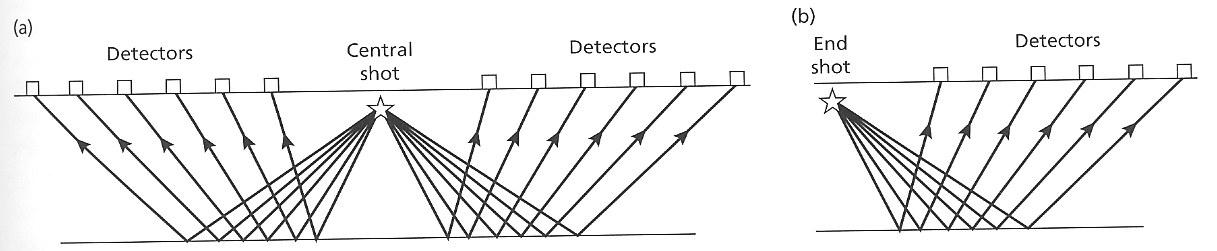 (a)
Detectors
Central
shot
Detectors
(b)
End
shot
Detectors